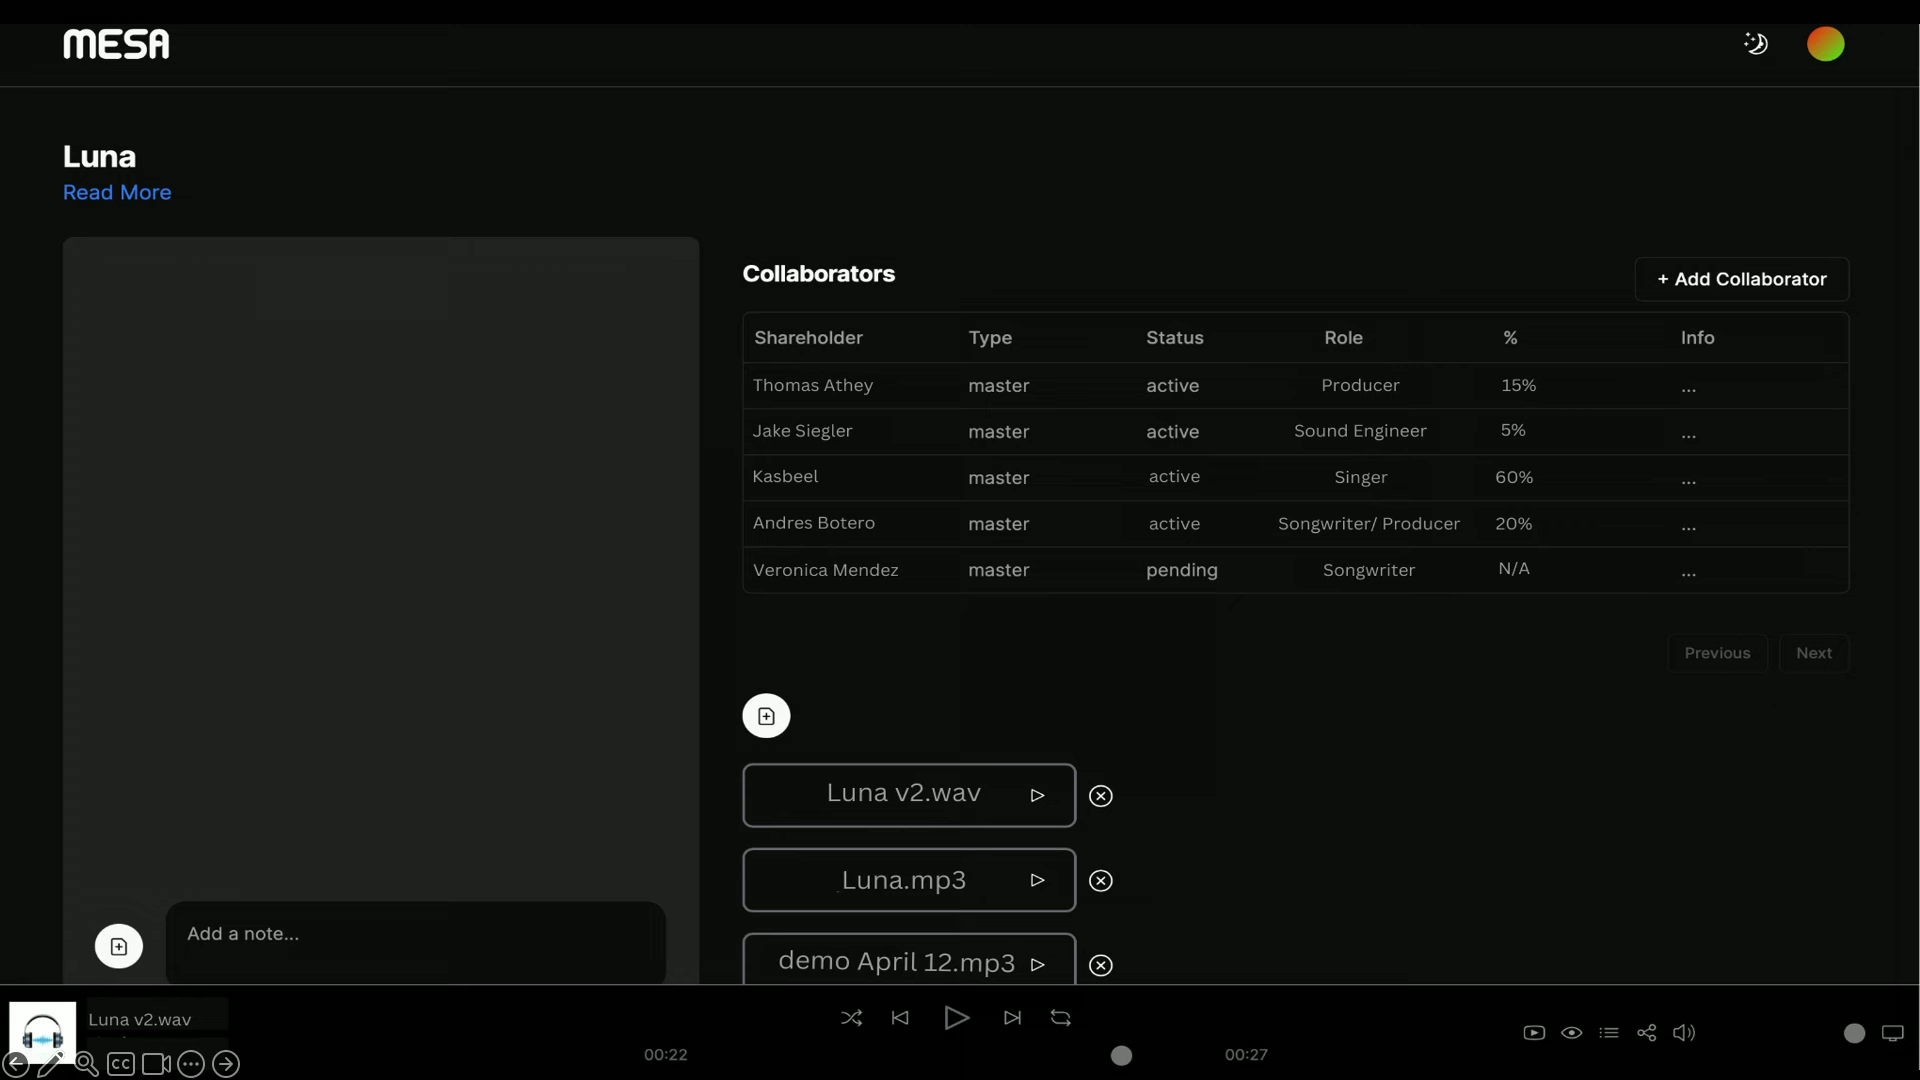 MESA
Luna
Read More
Collaborators
+ Add Collaborator
Shareholder Type Status Role % Info
Thomas Athey master active Producer 15% ...
Jake Siegler master active Sound Engineer 5% ...
Kasbeel master active Singer 60% ...
Andres Botero master active Songwriter/ Producer 20% ...
Veronica Mendez master pending Songwriter N/A ...
Previous Next
Luna v2.wav
Luna.mp3
demo April 12.mp3
Add a note...
Luna v2.wav
00:22 00:27
CC